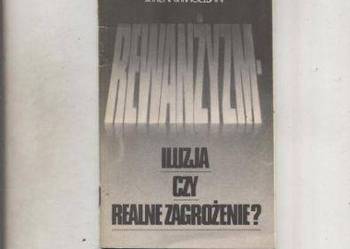 REWANŻYZM-
ILUZJA
CZY
REALNE ZAGROŻENIE?